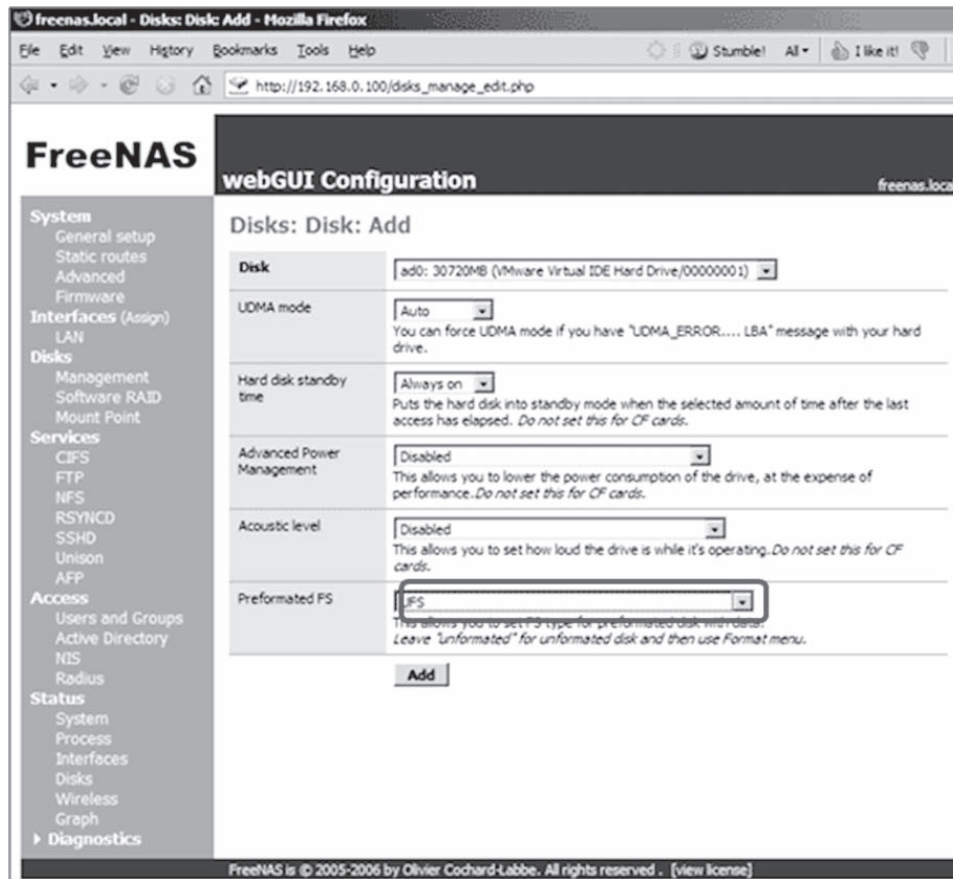 freenas.local - Disks: Disk: Add - Mozilla Firefox
File Edit View History Bookmarks Tools Help
Stumble! All I like it!
http://192.168.0.100/disks_manage_edit.php
FreeNAS
webGUI Configuration
freenas.loca
System
General setup
Static routes
Advanced
Firmware
Interfaces (Assign)
LAN
Disks
Management
Software RAID
Mount Point
Services
CIFS
FTP
NFS
RSYNCD
SSHD
Unison
AFP
Access
Users and Groups
Active Directory
NIS
Radius
Status
System
Process
Interfaces
Disks
Wireless
Graph
Diagnostics
Disks: Disk: Add
Disk
ad0: 30720MB (VMware Virtual IDE Hard Drive/00000001)
UDMA mode
Auto
You can force UDMA mode if you have "UDMA_ERROR.... LBA" message with your hard
drive.
Hard disk standby
time
Always on
Puts the hard disk into standby mode when the selected amount of time after the last
access has elapsed. Do not set this for CF cards.
Advanced Power
Management
Disabled
This allows you to lower the power consumption of the drive, at the expense of
performance.Do not set this for CF cards.
Acoustic level
Disabled
This allows you to set how loud the drive is while it's operating.Do not set this for CF
cards.
Preformated FS
UFS
This allows you to set FS type for preformated disk with data.
Leave "unformated" for unformated disk and then use Format menu.
Add
FreeNAS is © 2005-2006 by Olivier Cochard-Labbe. All rights reserved . [view license]